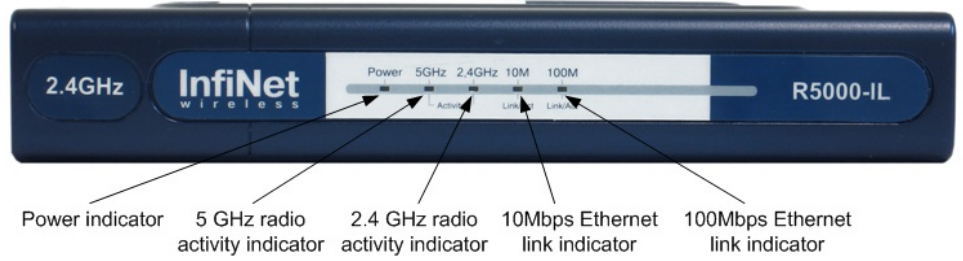 2.4GHz
InfiNet
wireless
Power 5GHz 2,4GHz 10M 100M
Link/Act Link/Act
R5000-IL
Power indicator
5 GHz radio
activity indicator
2.4 GHz radio
activity indicator
10Mbps Ethernet
link indicator
100Mbps Ethernet
link indicator